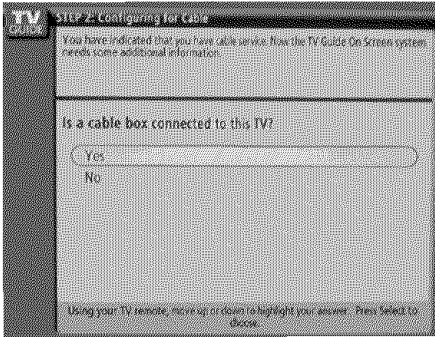 TV
GUIDE
STEP 2: Configuring for Cable
You have indicated that you have cable service. Now the TV Guide On Screen system
needs some additional information.
Is a cable box connected to this TV?
Yes
No
Using your TV remote, move up or down to highlight your answer. Press Select to
choose.